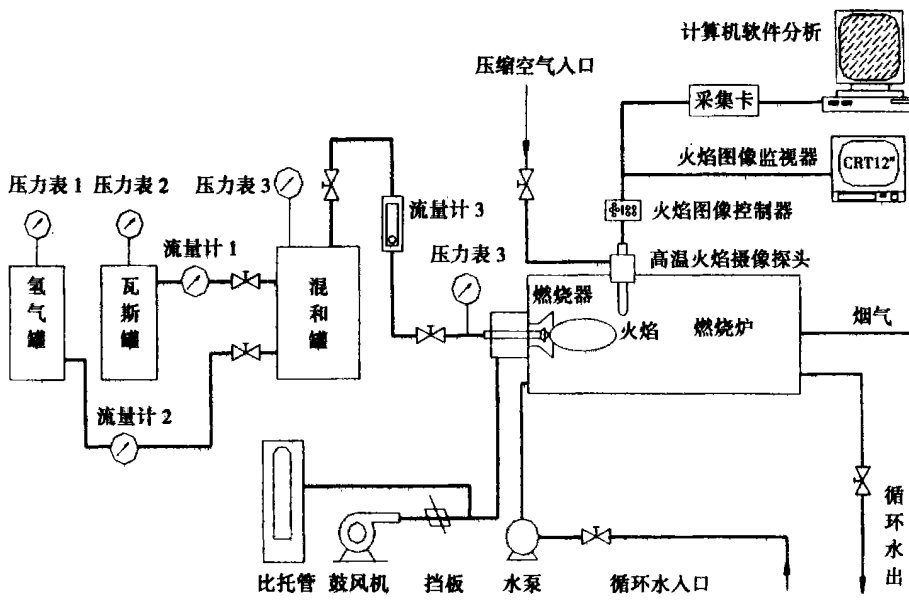 计算机软件分析
压缩空气入口
采集卡
火焰图像监视器
CRT12"
压力表 1
压力表 2
压力表 3
流量计 3
火焰图像控制器
流量计 1
压力表 3
高温火焰摄像探头
氢气罐
瓦斯罐
混和罐
燃烧器
火焰
燃烧炉
烟气
流量计 2
循环水出
比托管
鼓风机
挡板
水泵
循环水入口